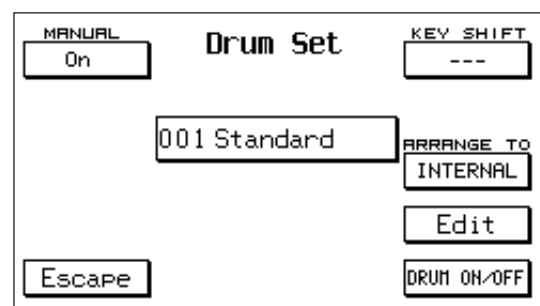 MANUAL
On
Drum Set
KEY SHIFT
---
001 Standard
ARRANGE TO
INTERNAL
Edit
Escape
DRUM ON/OFF